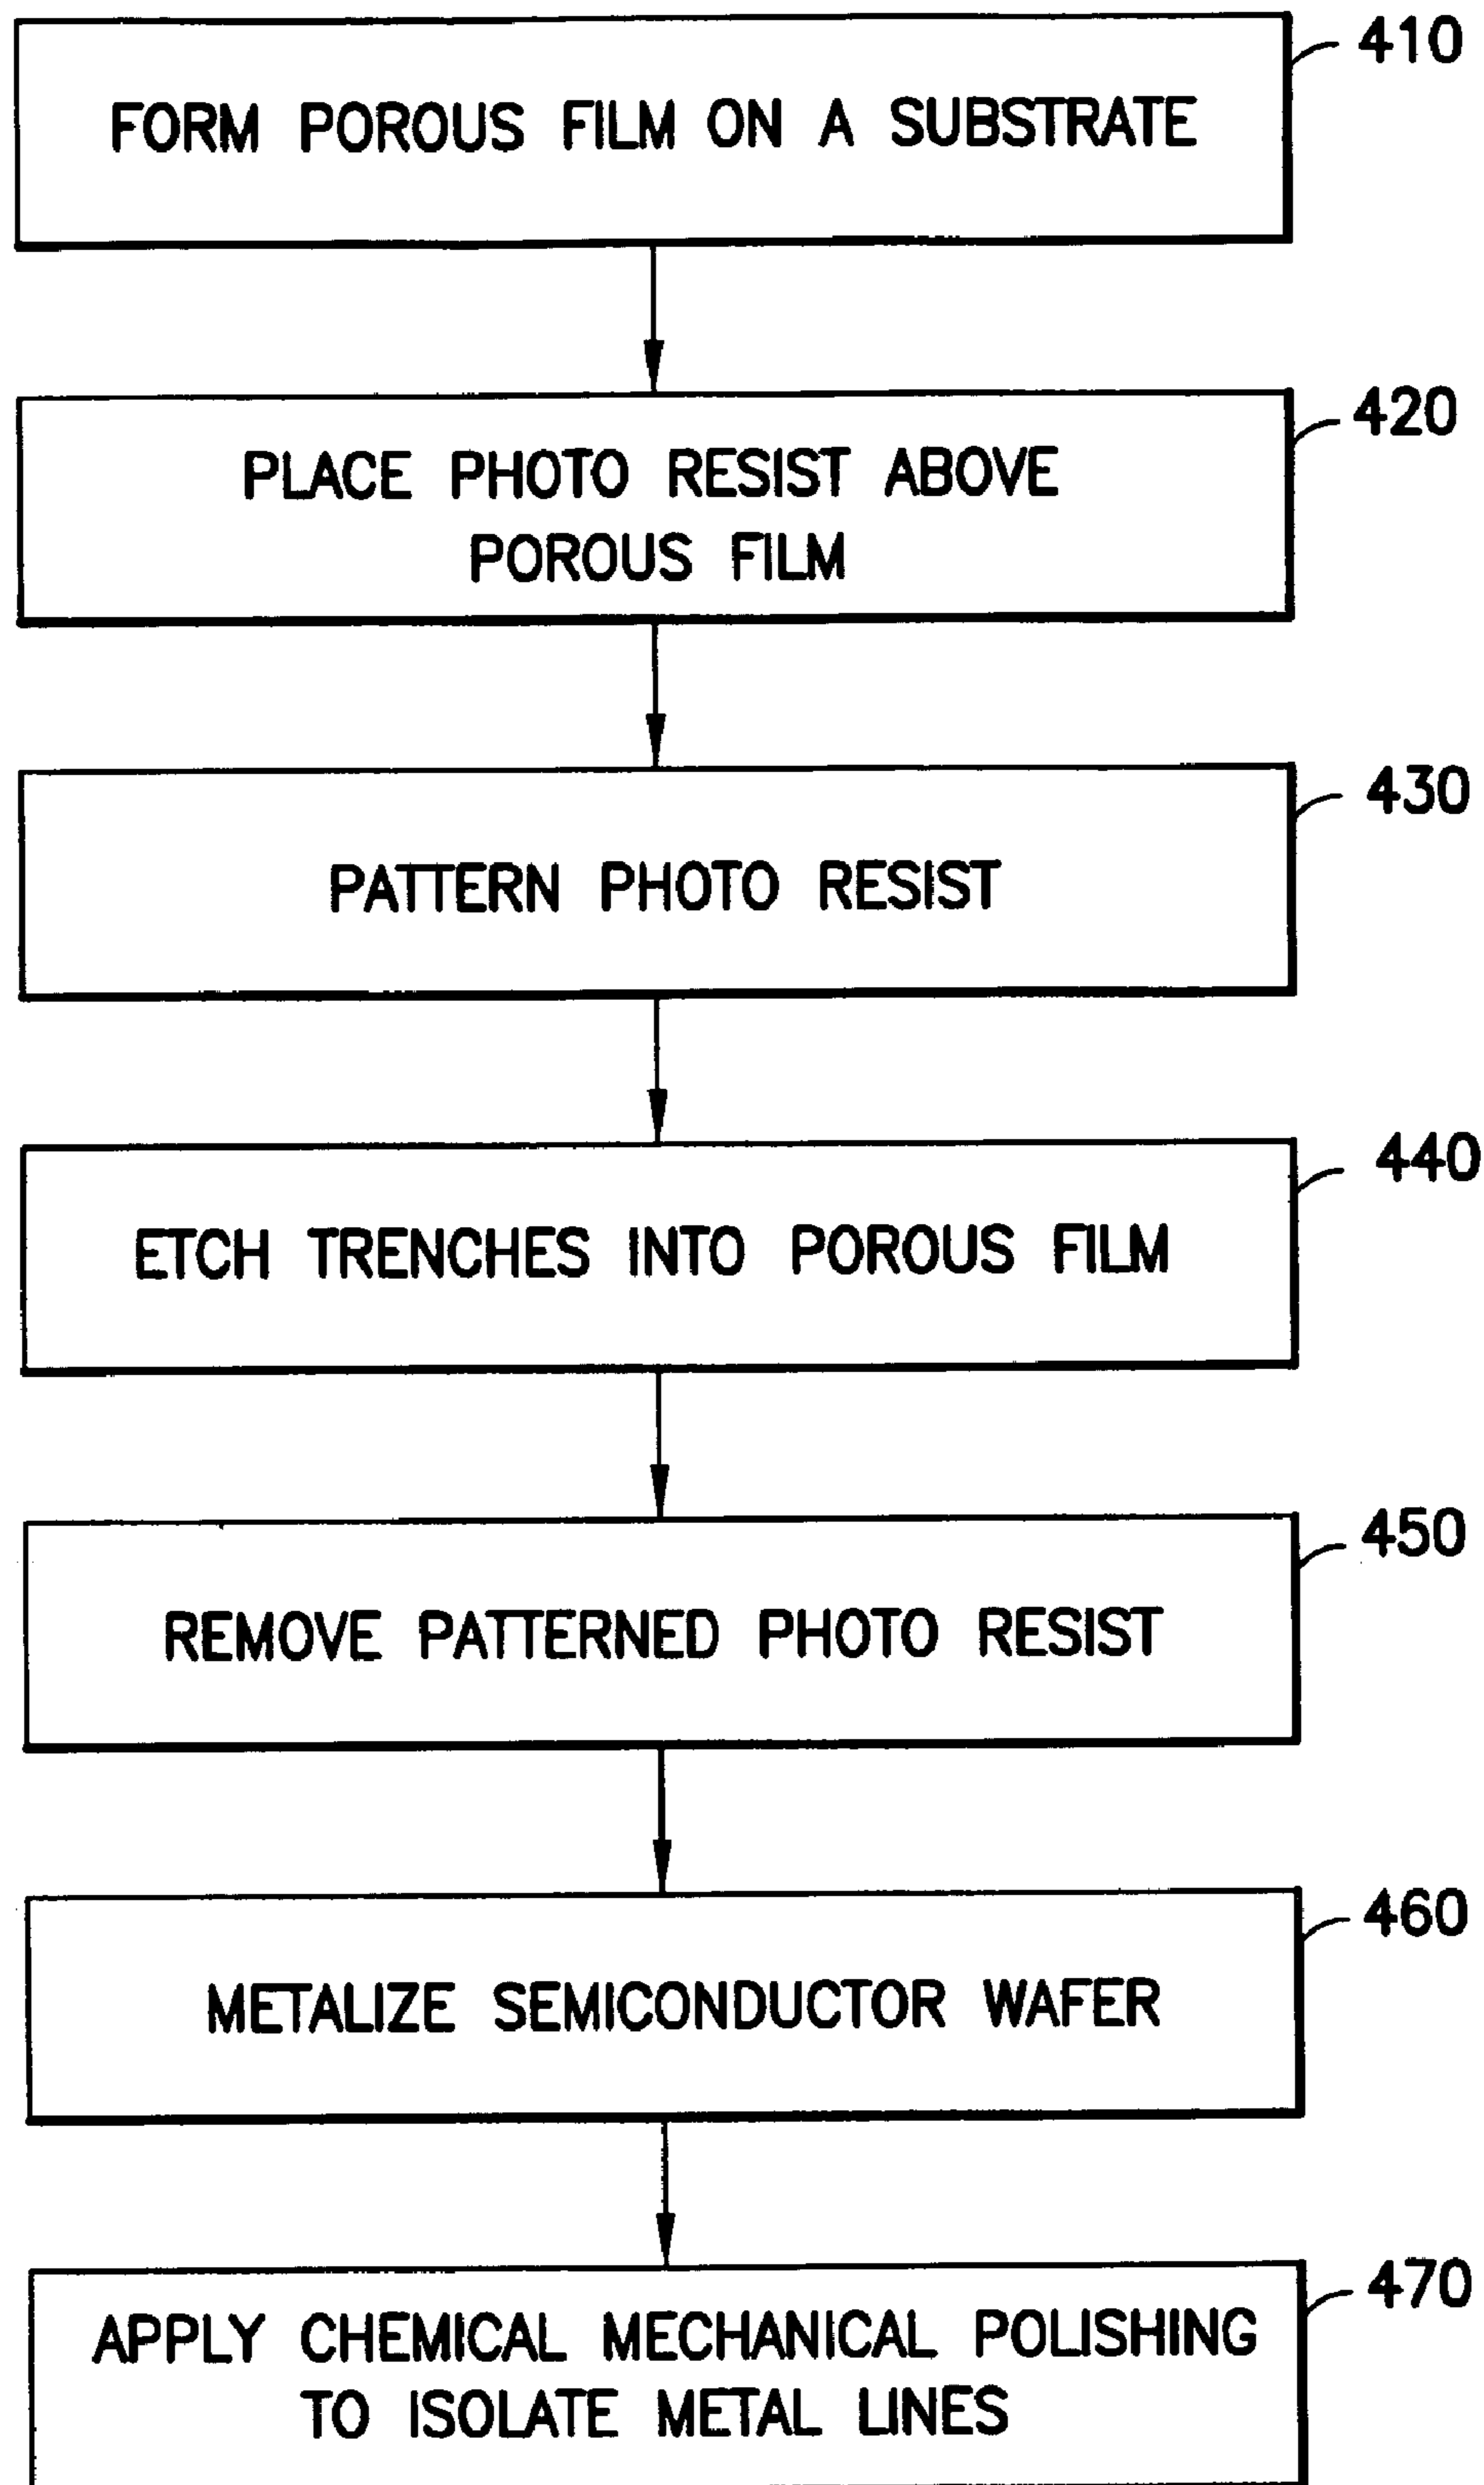 410
FORM POROUS FILM ON A SUBSTRATE
420
PLACE PHOTO RESIST ABOVE
POROUS FILM
430
PATTERN PHOTO RESIST
440
ETCH TRENCHES INTO POROUS FILM
450
REMOVE PATTERNED PHOTO RESIST
460
METALIZE SEMICONDUCTOR WAFER
470
APPLY CHEMICAL MECHANICAL POLISHING
TO ISOLATE METAL LINES